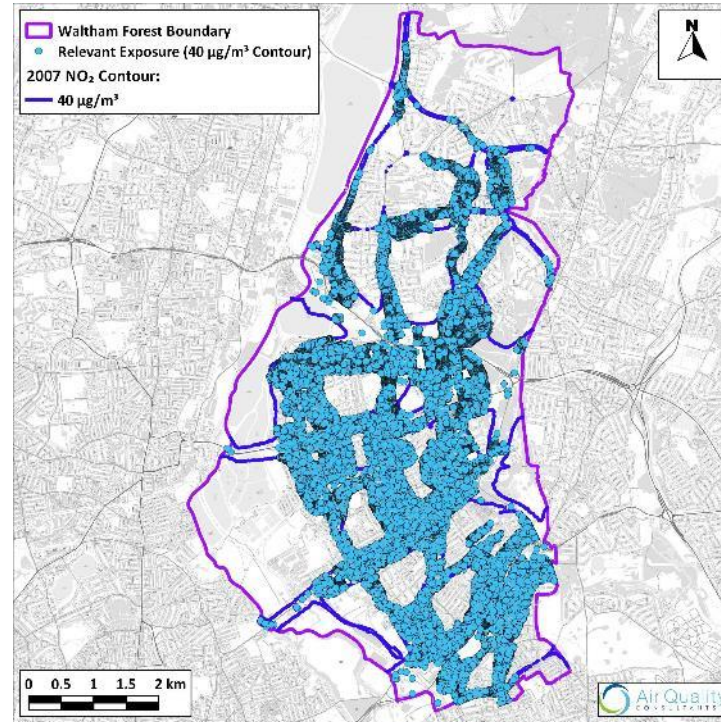 Waltham Forest Boundary
Relevant Exposure (40 µg/m³ Contour)
2007 NO₂ Contour:
40 µg/m³
N
0 0.5 1 1.5 2 km
Air Quality
CONSULTANTS